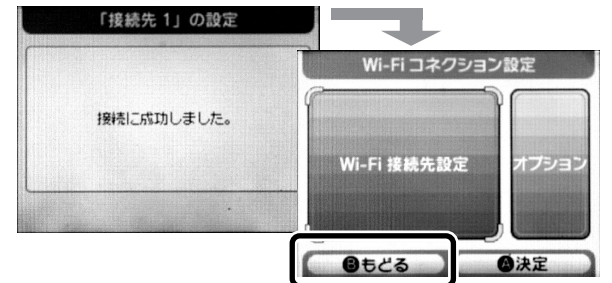 「接続先 1」の設定
接続に成功しました。
Wi-Fi コネクション設定
Wi-Fi 接続先設定
オプション
Ⓑもどる
Ⓐ決定